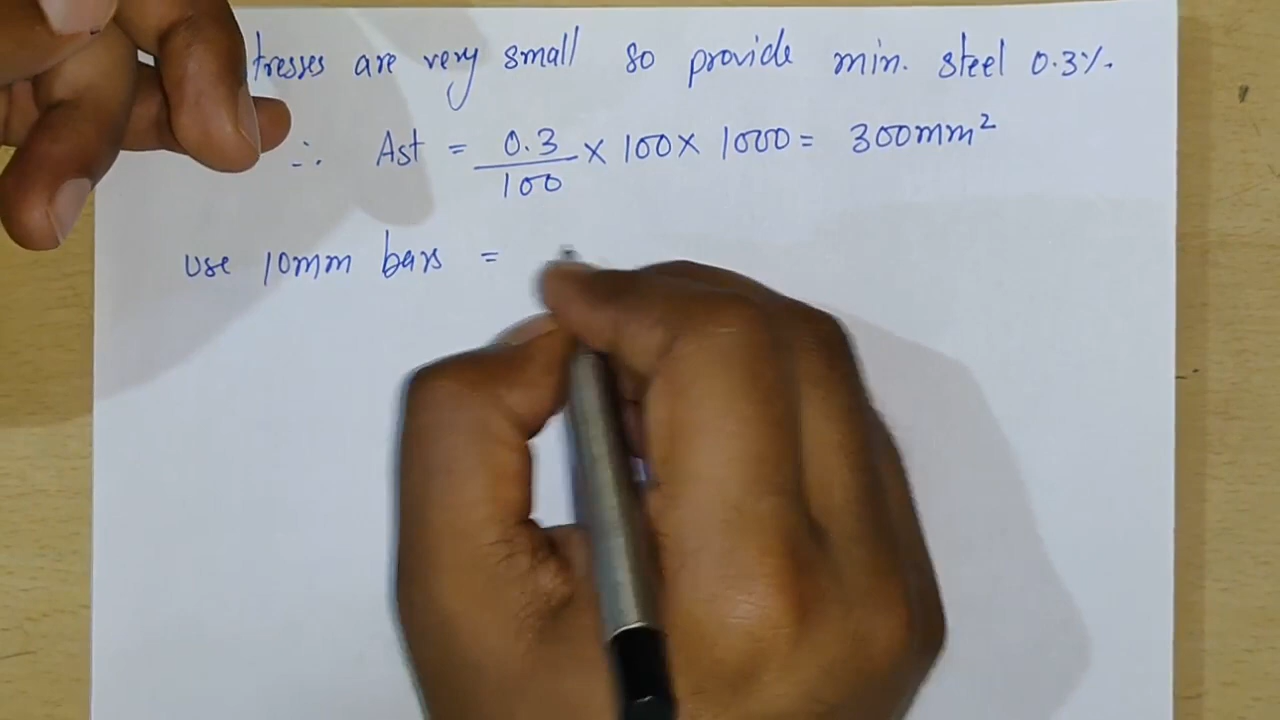 tresses are very small so provide min. steel 0.3%.
∴ Ast = 0.3/100 × 100 × 1000 = 300mm²
use 10mm bars =